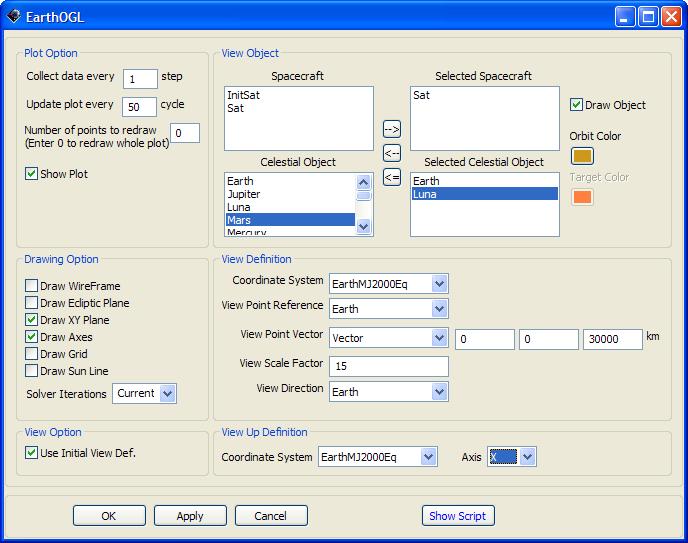 EarthOGL
Plot Option
Collect data every 1 step
Update plot every 50 cycle
Number of points to redraw 0
(Enter 0 to redraw whole plot)
Show Plot
View Object
Spacecraft
InitSat
Sat
-->
<--
<=
Selected Spacecraft
Sat
Draw Object
Orbit Color
Target Color
Celestial Object
Earth
Jupiter
Luna
Mars
Mercury
Selected Celestial Object
Earth
Luna
Drawing Option
Draw WireFrame
Draw Ecliptic Plane
Draw XY Plane
Draw Axes
Draw Grid
Draw Sun Line
Solver Iterations Current
View Definition
Coordinate System EarthMJ2000Eq
View Point Reference Earth
View Point Vector Vector 0 0 30000 km
View Scale Factor 15
View Direction Earth
View Option
Use Initial View Def.
View Up Definition
Coordinate System EarthMJ2000Eq Axis X
OK Apply Cancel Show Script